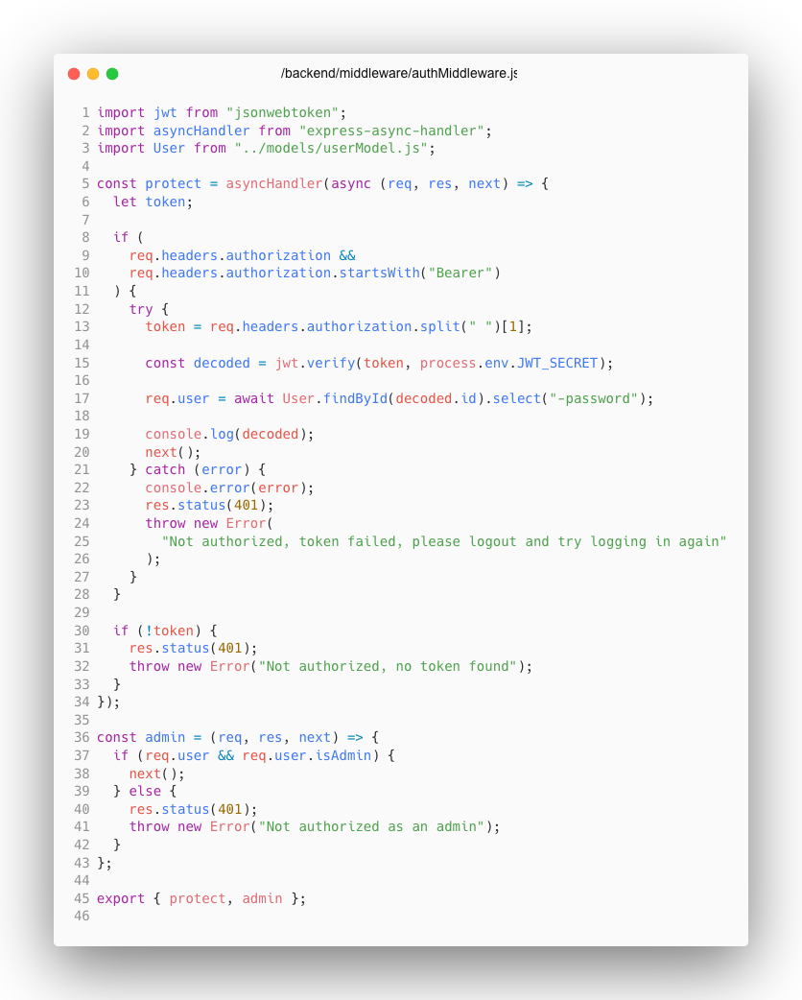 /backend/middleware/authMiddleware.js
1 import jwt from "jsonwebtoken";
2 import asyncHandler from "express-async-handler";
3 import User from "../models/userModel.js";
4
5 const protect = asyncHandler(async (req, res, next) => {
6   let token;
7
8   if (
9     req.headers.authorization &&
10     req.headers.authorization.startsWith("Bearer")
11   ) {
12     try {
13       token = req.headers.authorization.split(" ")[1];
14
15       const decoded = jwt.verify(token, process.env.JWT_SECRET);
16
17       req.user = await User.findById(decoded.id).select("-password");
18
19       console.log(decoded);
20       next();
21     } catch (error) {
22       console.error(error);
23       res.status(401);
24       throw new Error(
25         "Not authorized, token failed, please logout and try logging in again"
26       );
27     }
28   }
29
30   if (!token) {
31     res.status(401);
32     throw new Error("Not authorized, no token found");
33   }
34 });
35
36 const admin = (req, res, next) => {
37   if (req.user && req.user.isAdmin) {
38     next();
39   } else {
40     res.status(401);
41     throw new Error("Not authorized as an admin");
42   }
43 };
44
45 export { protect, admin };
46